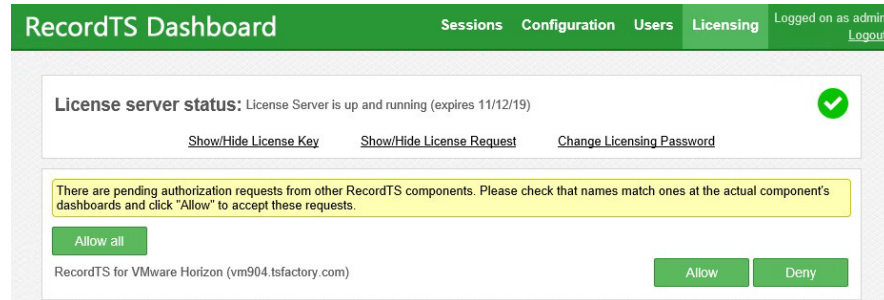 RecordTS Dashboard
Sessions Configuration Users Licensing
Logged on as admin
Logout
License server status: License Server is up and running (expires 11/12/19)
Show/Hide License Key Show/Hide License Request Change Licensing Password
There are pending authorization requests from other RecordTS components. Please check that names match ones at the actual component's
dashboards and click "Allow" to accept these requests.
Allow all
RecordTS for VMware Horizon (vm904.tsfactory.com)
Allow Deny